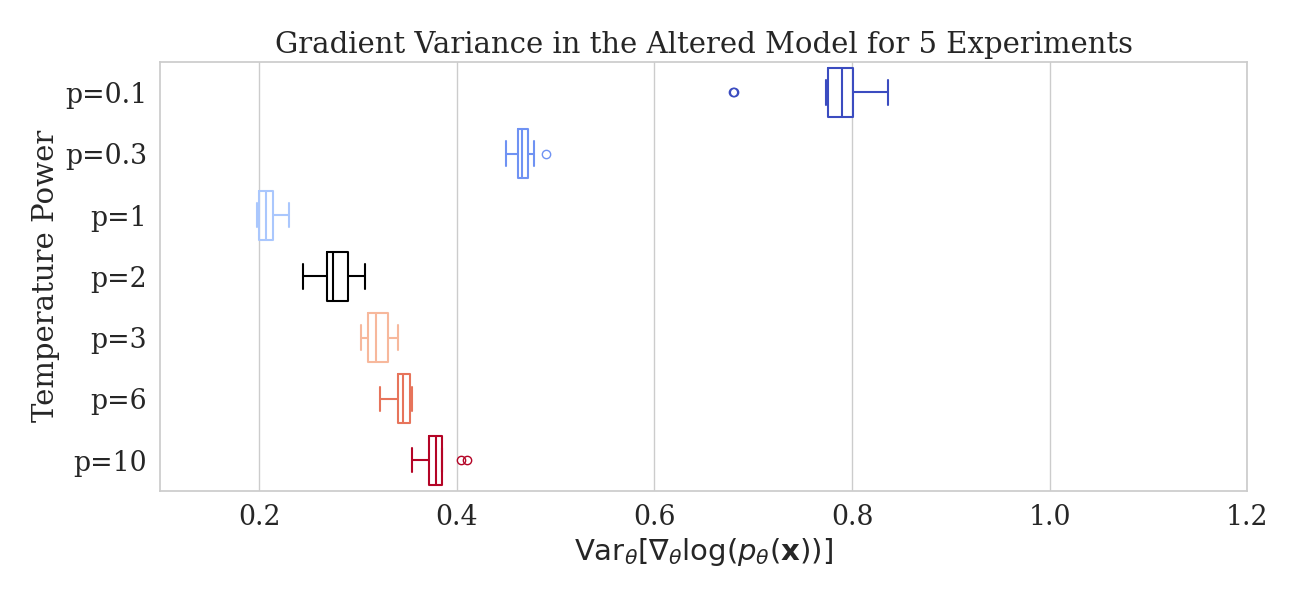 Gradient Variance in the Altered Model for 5 Experiments
Temperature Power
p=0.1
p=0.3
p=1
p=2
p=3
p=6
p=10
0.2 0.4 0.6 0.8 1.0 1.2
Var_θ[∇_θlog(p_θ(𝐱))]